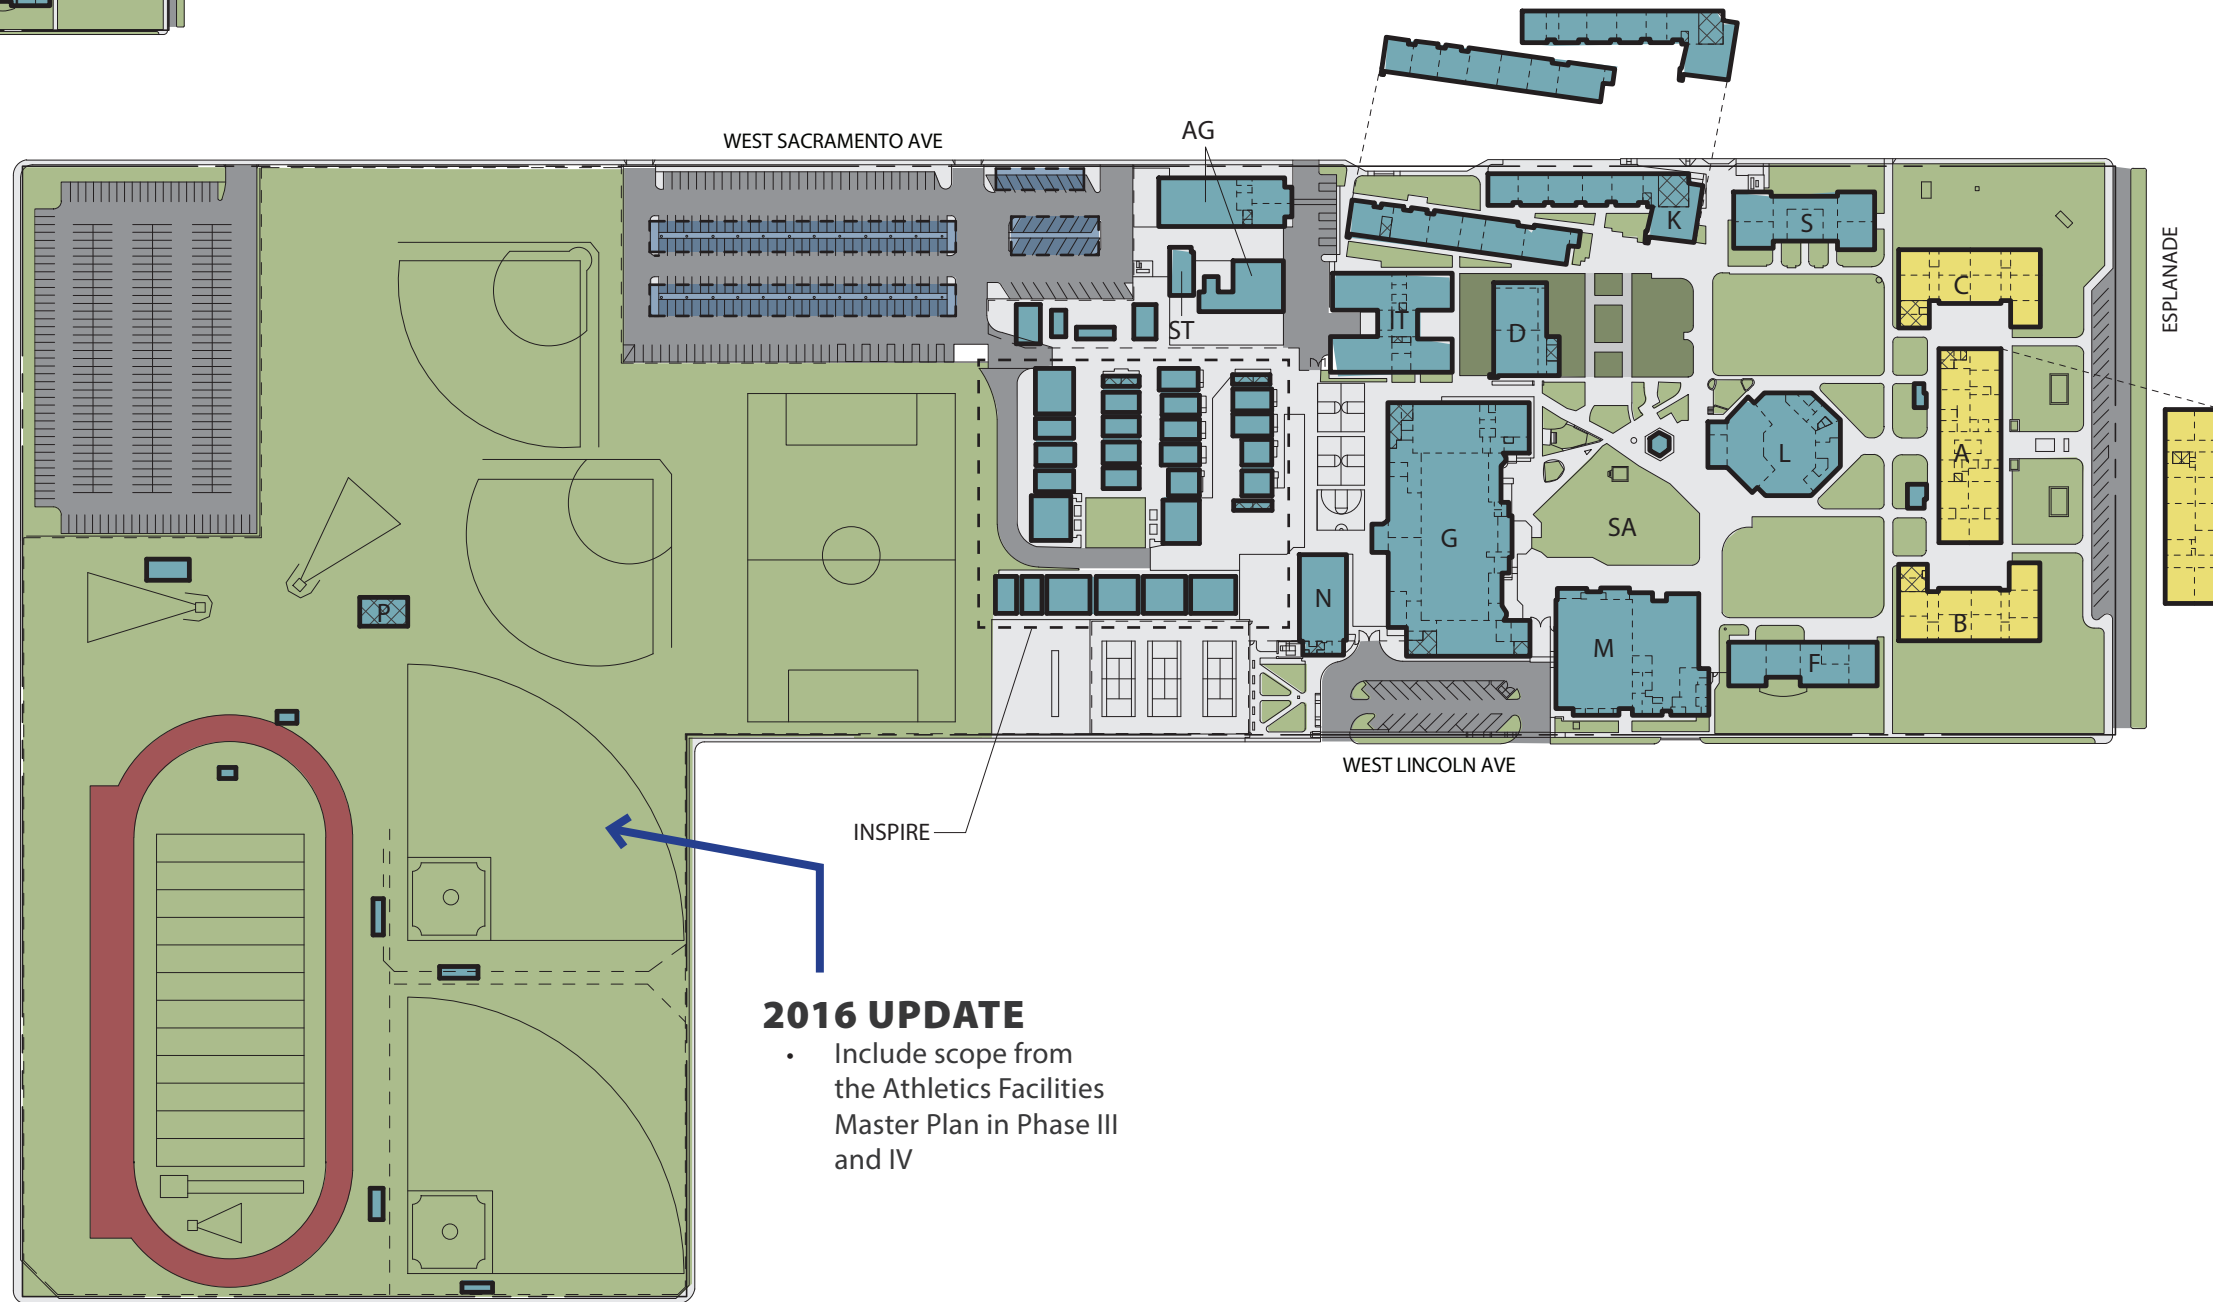 AG
WEST SACRAMENTO AVE
K
S
ESPLANADE
C
ST
IT
D
A
L
G
SA
P
N
B
M
F
WEST LINCOLN AVE
INSPIRE
2016 UPDATE
• Include scope from
the Athletics Facilities
Master Plan in Phase III
and IV